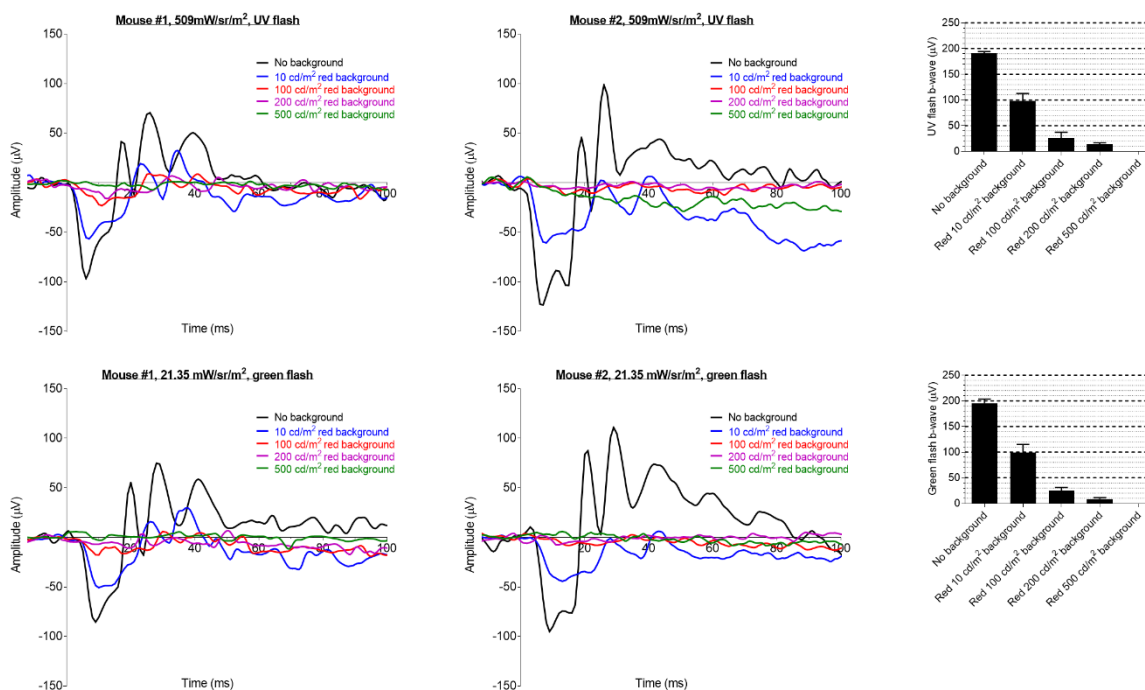 Mouse #1, 509mW/sr/m², UV flash
150
100
50
-50
-100
-150
Amplitude (µV)
20
40
60
80
100
Time (ms)
No background
10 cd/m² red background
100 cd/m² red background
200 cd/m² red background
500 cd/m² red background
Mouse #2, 509mW/sr/m², UV flash
150
100
50
-50
-100
-150
Amplitude (µV)
20
40
60
80
100
Time (ms)
No background
10 cd/m² red background
100 cd/m² red background
200 cd/m² red background
500 cd/m² red background
UV flash b-wave (µV)
250
200
150
100
50
0
No background
Red 10 cd/m² background
Red 100 cd/m² background
Red 200 cd/m² background
Red 500 cd/m² background
Mouse #1, 21.35 mW/sr/m², green flash
150
100
50
-50
-100
-150
Amplitude (µV)
20
40
60
80
100
Time (ms)
No background
10 cd/m² red background
100 cd/m² red background
200 cd/m² red background
500 cd/m² red background
Mouse #2, 21.35 mW/sr/m², green flash
150
100
50
-50
-100
-150
Amplitude (µV)
20
40
60
80
100
Time (ms)
No background
10 cd/m² red background
100 cd/m² red background
200 cd/m² red background
500 cd/m² red background
Green flash b-wave (µV)
250
200
150
100
50
0
No background
Red 10 cd/m² background
Red 100 cd/m² background
Red 200 cd/m² background
Red 500 cd/m² background